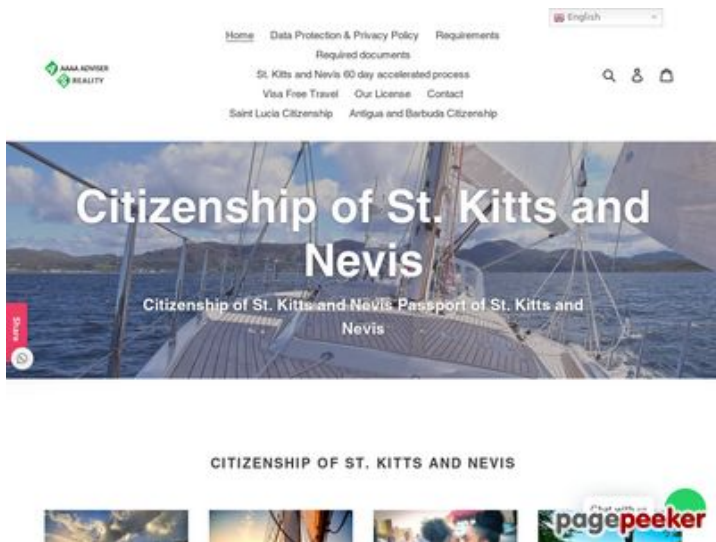 English
Home Data Protection & Privacy Policy Requirements
Required documents
AAAA ADVISER
REALITY
St. Kitts and Nevis 60 day accelerated process
Visa Free Travel Our License Contact
Saint Lucia Citizenship Antigua and Barbuda Citizenship
Citizenship of St. Kitts and
Nevis
Citizenship of St. Kitts and Nevis Passport of St. Kitts and
Nevis
Share
CITIZENSHIP OF ST. KITTS AND NEVIS
Chat with us
pagepeeker